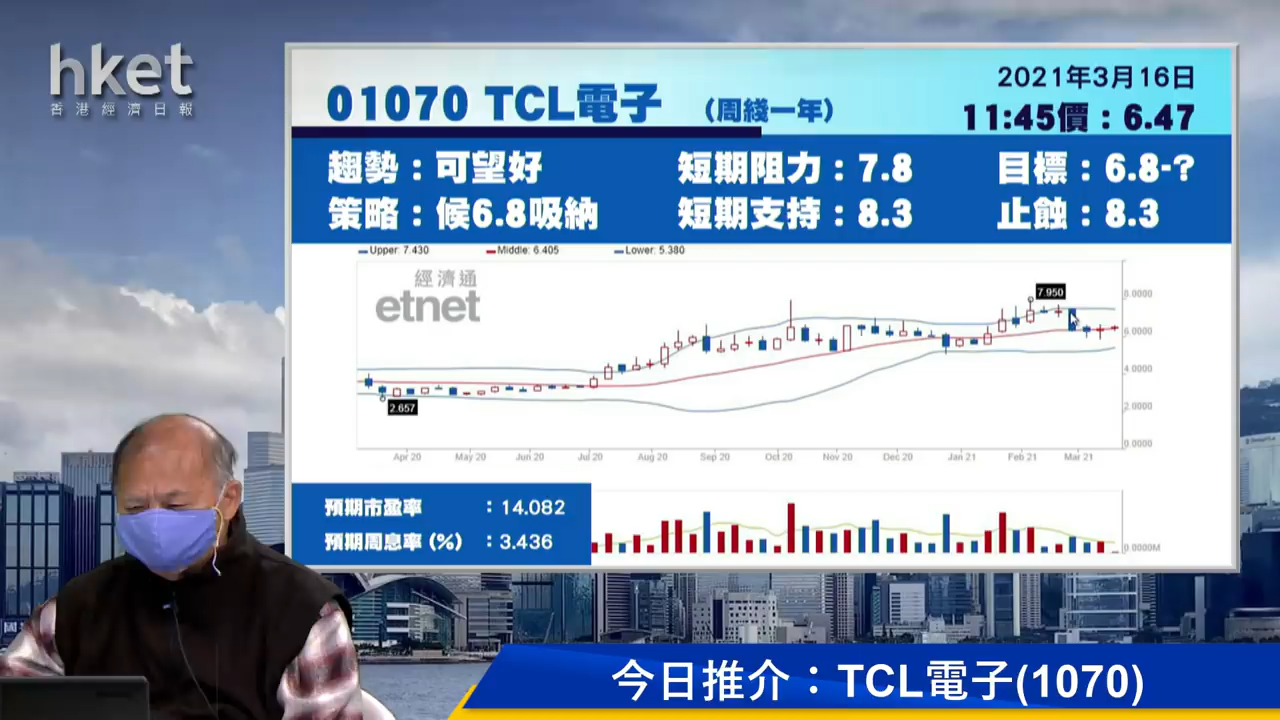 hket
香港經濟日報
01070 TCL電子
(周綫一年)
2021年3月16日
11:45價：6.47
趨勢：可望好
短期阻力：7.8
目標：6.8-?
策略：候6.8吸納
短期支持：8.3
止蝕：8.3
Upper: 7.430
Middle: 6.405
Lower: 5.380
經濟通
etnet
7.950
2.657
8.0000
6.0000
4.0000
2.0000
0.0000
Apr 20 May 20 Jun 20 Jul 20 Aug 20 Sep 20 Oct 20 Nov 20 Dec 20 Jan 21 Feb 21 Mar 21
預期市盈率 ：14.082
預期周息率 (%) ：3.436
0.0000M
今日推介：TCL電子(1070)